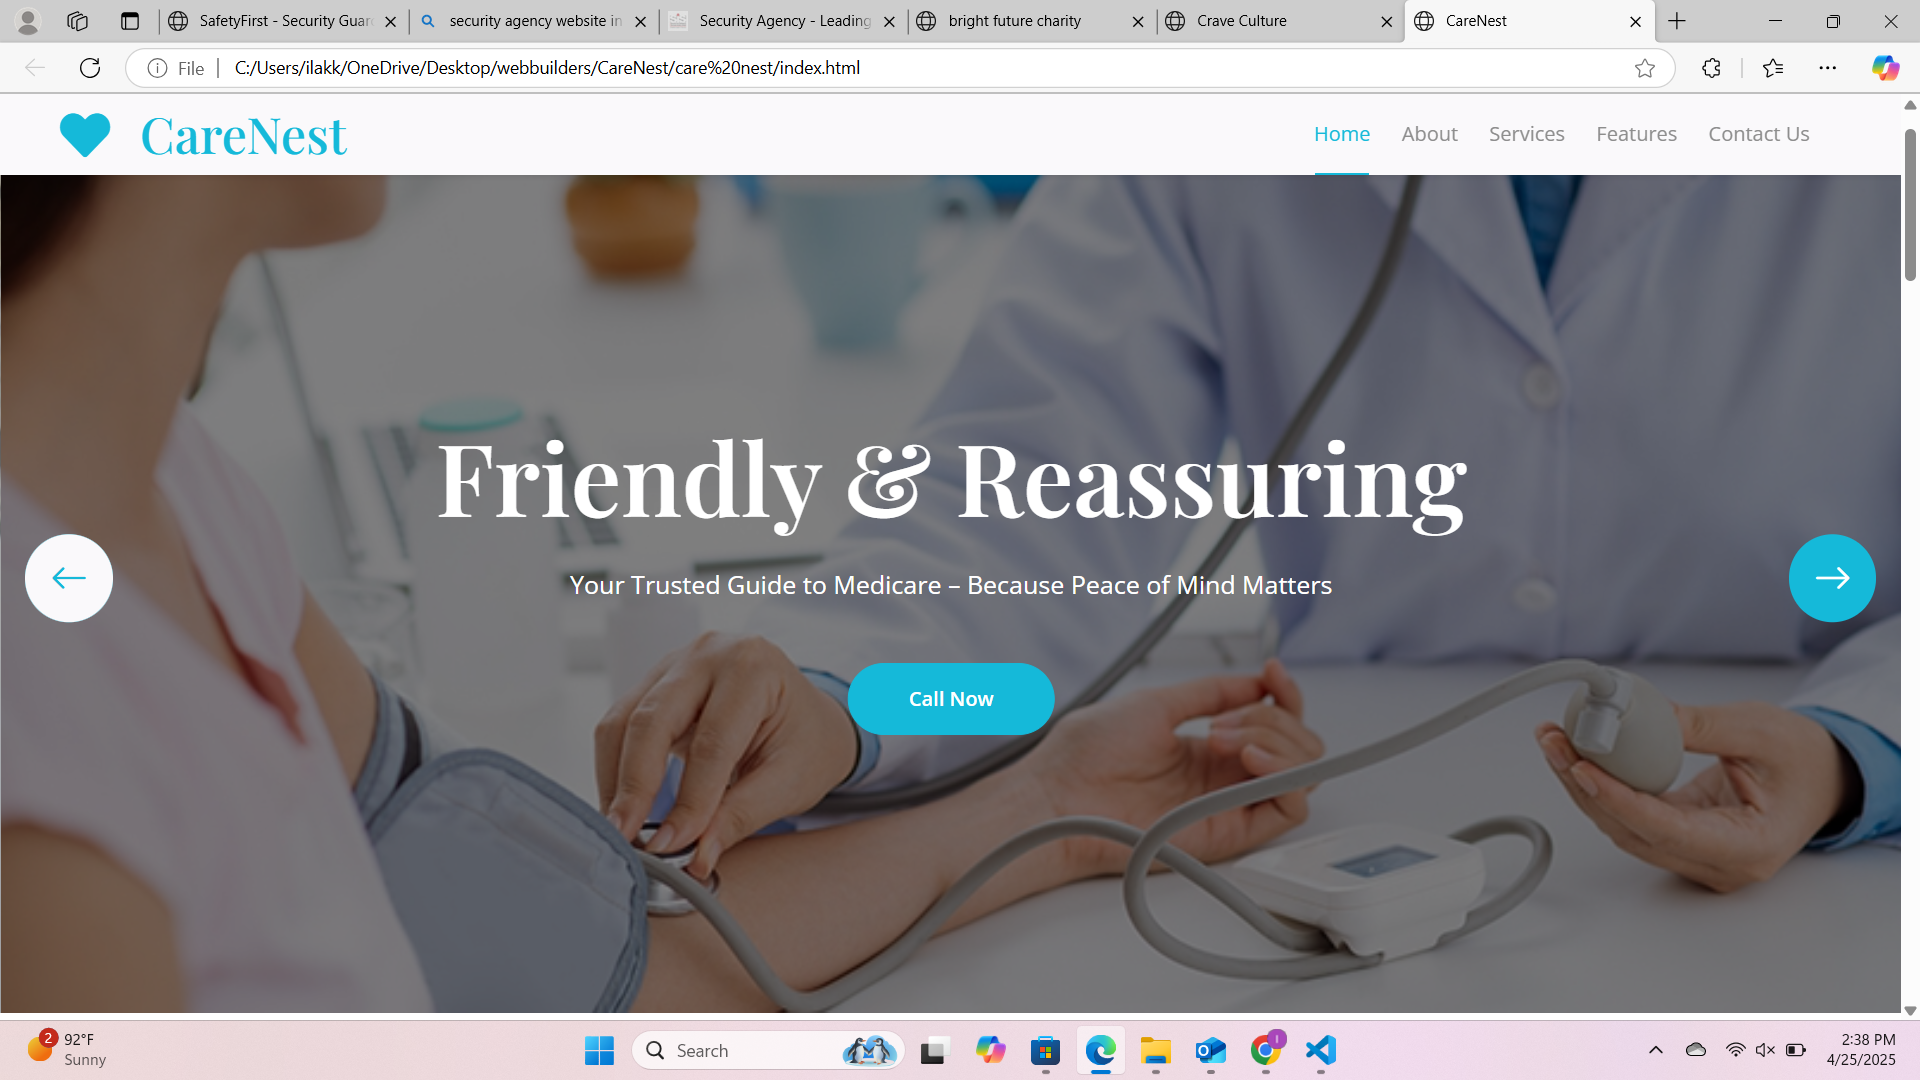 SafetyFirst - Security Guar
security agency website in
Security Agency - Leading
bright future charity
Crave Culture
CareNest
File
C:/Users/ilakk/OneDrive/Desktop/webbuilders/CareNest/care%20nest/index.html
CareNest
Home
About
Services
Features
Contact Us
Friendly & Reassuring
Your Trusted Guide to Medicare – Because Peace of Mind Matters
Call Now
2
92°F
Sunny
Search
I
2:38 PM
4/25/2025